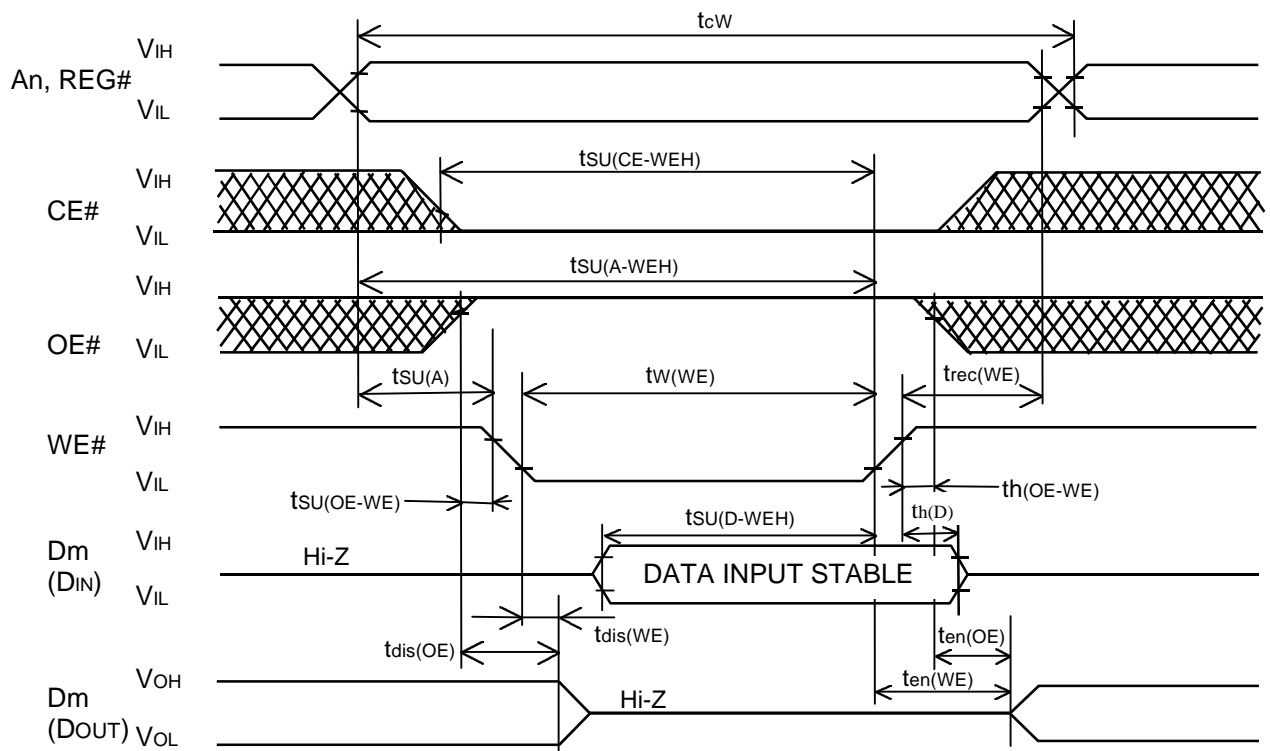 tcW
VIH
An, REG#
VIL
tSU(CE-WEH)
VIH
CE#
VIL
tSU(A-WEH)
VIH
OE#
VIL
tSU(A)
tW(WE)
trec(WE)
VIH
WE#
VIL
tSU(OE-WE)
th(OE-WE)
tSU(D-WEH)
th(D)
VIH
Dm
Hi-Z
(DIN)
DATA INPUT STABLE
VIL
tdis(WE)
tdis(OE)
ten(OE)
ten(WE)
VOH
Dm
Hi-Z
(DOUT)
VOL